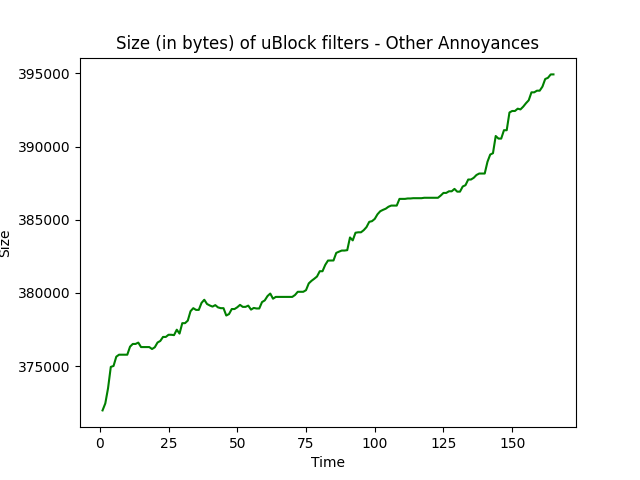 Size (in bytes) of uBlock filters - Other Annoyances
395000
390000
385000
380000
375000
Size
0 25 50 75 100 125 150
Time